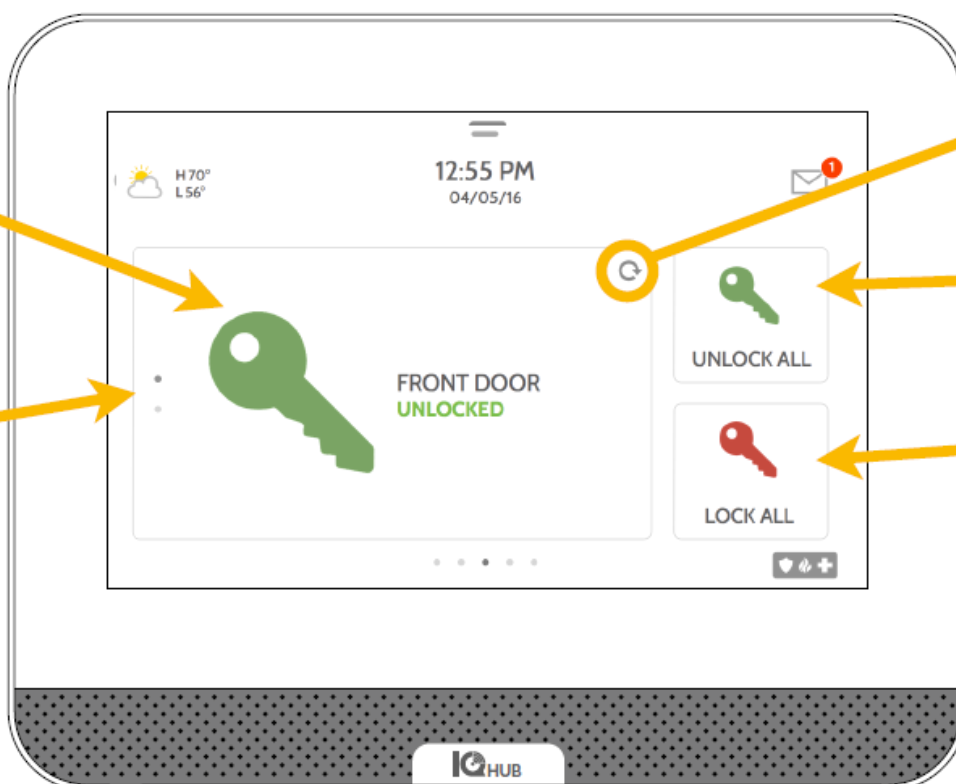 H 70°
L 56°
12:55 PM
04/05/16
1
FRONT DOOR
UNLOCKED
UNLOCK ALL
LOCK ALL
IQ HUB